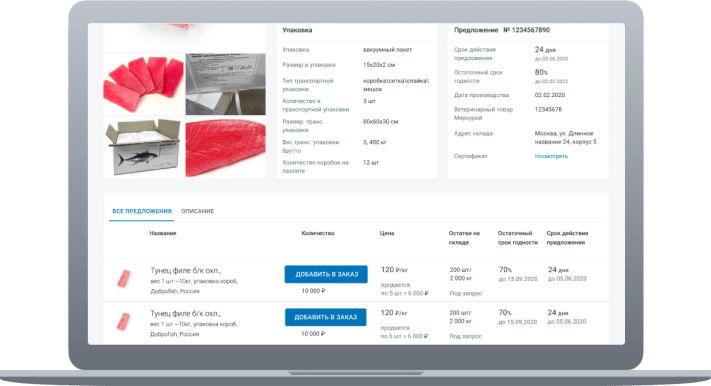 Упаковка
Упаковка вакуумный пакет
Размер в упаковке 15x20x2 см
Тип транспортной коробка\сетка\спайка\
упаковки мешок
Количество в 3 шт
транспортной упаковки
Размер транс. 80x60x30 см
упаковки
Вес транс. упаковки 3, 400 кг
брутто
Количество коробок на 12 шт
паллете
Предложение № 1234567890
Срок действия 24 дня
предложения до 05.06.2020
Остаточный срок 80%
годности до 02.02.2022
Дата производства 02.02.2020
Ветеринарный товар 12345678
Меркурий
Адрес склада Москва, ул. Длинное
название 24, корпус 5
Сертификат посмотреть
ВСЕ ПРЕДЛОЖЕНИЯ ОПИСАНИЕ
Название Количество Цена Остатки на Остаточный Срок действия
складе срок годности предложения
Тунец филе б/к охл., ДОБАВИТЬ В ЗАКАЗ 120 ₽/кг 200 шт/ 70% 24 дня
вес 1 шт ~10кг, упаковка короб, 2 000 кг до 15.09.2020 до 05.06.2020
Доброfish, Россия 10 000 ₽ продается Под запрос
по 5 шт = 6 000 ₽
Тунец филе б/к охл., ДОБАВИТЬ В ЗАКАЗ 120 ₽/кг 200 шт/ 70% 24 дня
вес 1 шт ~10кг, упаковка короб, 2 000 кг до 15.09.2020 до 05.06.2020
Доброfish, Россия 10 000 ₽ продается Под запрос
по 5 шт = 6 000 ₽